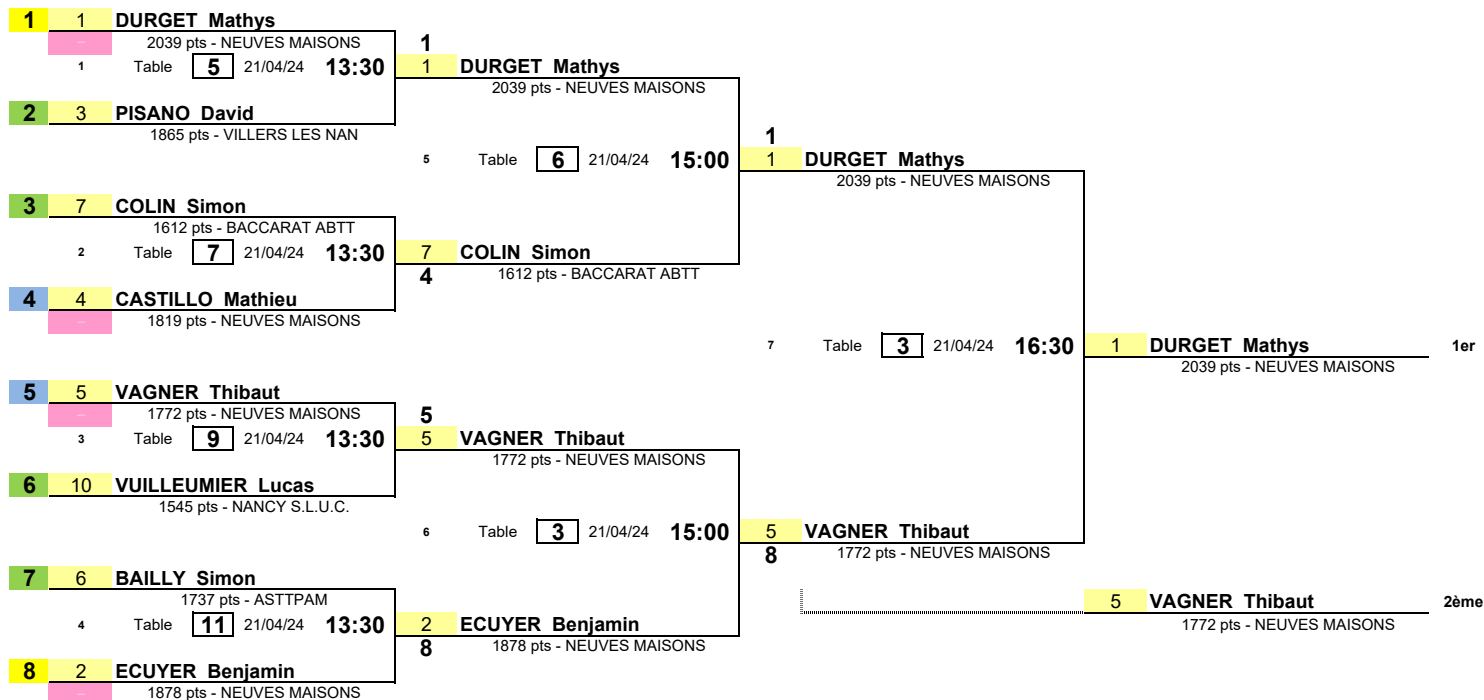 1 1 DURGET Mathys
– 2039 pts - NEUVES MAISONS 1
1 Table 5 21/04/24 13:30 1 DURGET Mathys
2039 pts - NEUVES MAISONS
2 3 PISANO David
1865 pts - VILLERS LES NAN 1
5 Table 6 21/04/24 15:00 1 DURGET Mathys
2039 pts - NEUVES MAISONS
3 7 COLIN Simon
1612 pts - BACCARAT ABTT
2 Table 7 21/04/24 13:30 7 COLIN Simon
4 1612 pts - BACCARAT ABTT
4 4 CASTILLO Mathieu
– 1819 pts - NEUVES MAISONS
7 Table 3 21/04/24 16:30 1 DURGET Mathys 1er
2039 pts - NEUVES MAISONS
5 5 VAGNER Thibaut
– 1772 pts - NEUVES MAISONS 5
3 Table 9 21/04/24 13:30 5 VAGNER Thibaut
1772 pts - NEUVES MAISONS
6 10 VUILLEUMIER Lucas
1545 pts - NANCY S.L.U.C.
6 Table 3 21/04/24 15:00 5 VAGNER Thibaut
8 1772 pts - NEUVES MAISONS
7 6 BAILLY Simon
1737 pts - ASTTPAM 5 VAGNER Thibaut 2ème
4 Table 11 21/04/24 13:30 2 ECUYER Benjamin 1772 pts - NEUVES MAISONS
8 1878 pts - NEUVES MAISONS
8 2 ECUYER Benjamin
– 1878 pts - NEUVES MAISONS